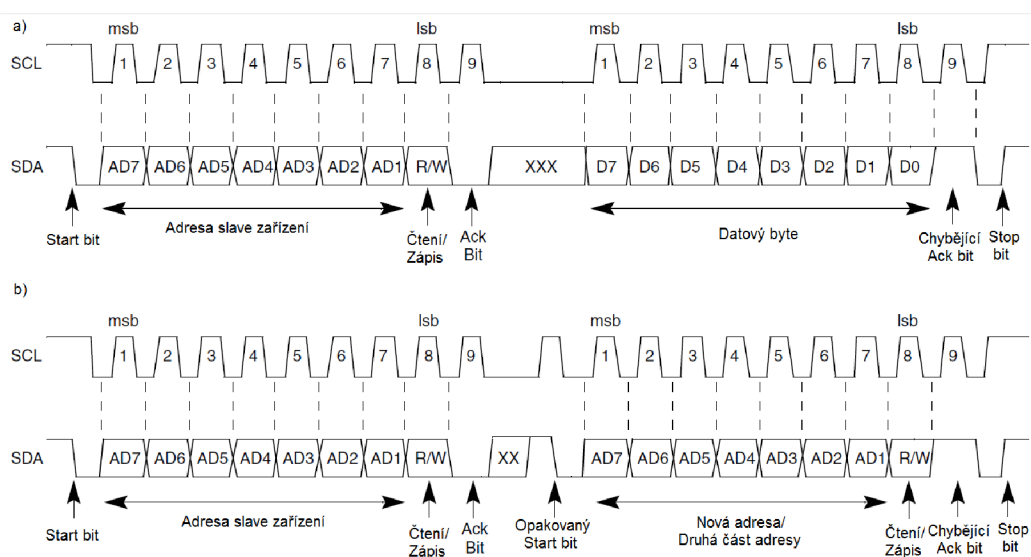 a)
msb lsb msb lsb
SCL 1 2 3 4 5 6 7 8 9 1 2 3 4 5 6 7 8 9
SDA AD7 AD6 AD5 AD4 AD3 AD2 AD1 R/W XXX D7 D6 D5 D4 D3 D2 D1 D0
Start bit Adresa slave zařízení Čtení/ Ack Datový byte Chybějící Stop
Zápis Bit Ack bit bit
b)
msb lsb msb lsb
SCL 1 2 3 4 5 6 7 8 9 1 2 3 4 5 6 7 8 9
SDA AD7 AD6 AD5 AD4 AD3 AD2 AD1 R/W XX AD7 AD6 AD5 AD4 AD3 AD2 AD1 R/W
Start bit Adresa slave zařízení Čtení/ Ack Opakovaný Nová adresa/ Čtení/ Chybějící Stop
Zápis Bit Start bit Druhá část adresy Zápis Ack bit bit